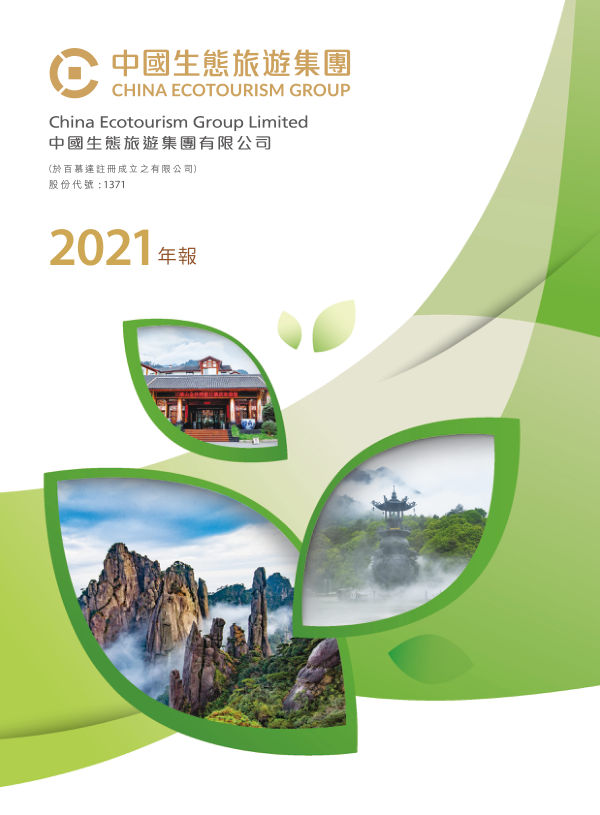 中國生態旅遊集團
CHINA ECOTOURISM GROUP
China Ecotourism Group Limited
中國生態旅遊集團有限公司
(於百慕達註冊成立之有限公司)
股份代號：1371
2021年報